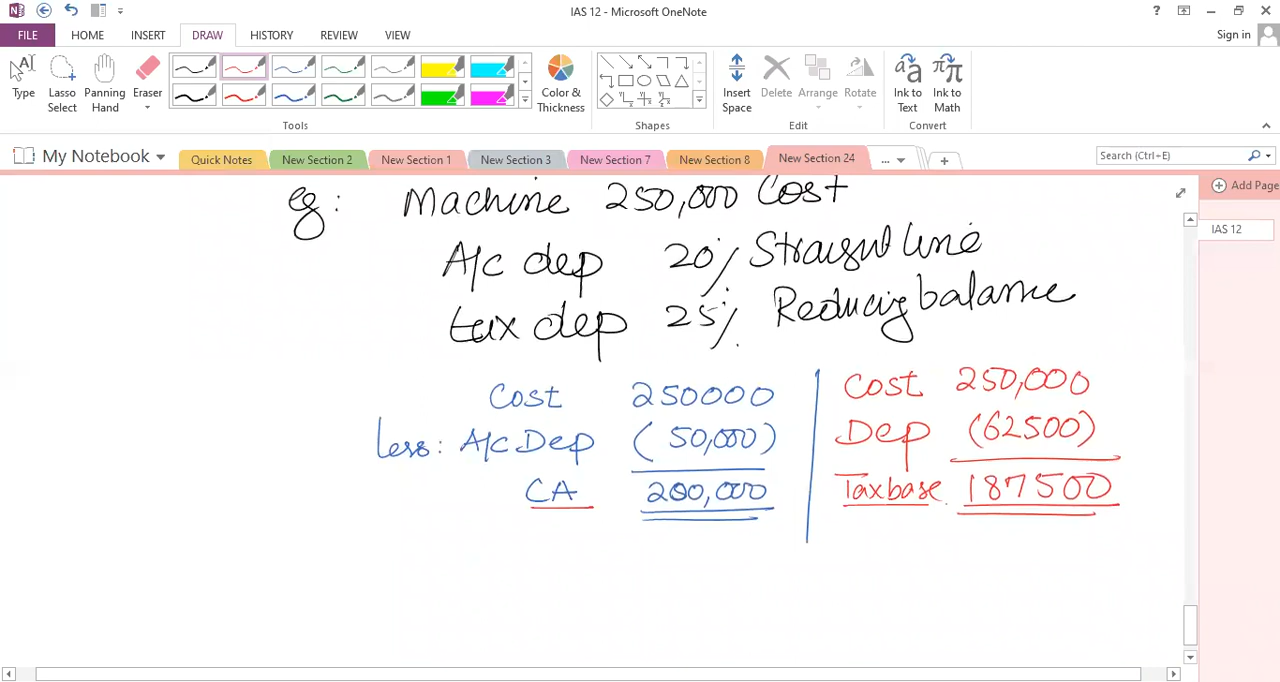 IAS 12 - OneNote
Sign in
FILE HOME INSERT DRAW HISTORY REVIEW VIEW
Type Lasso Select Panning Hand Eraser Color & Thickness Insert Space Delete Arrange Rotate Ink to Text Ink to Math
Tools Shapes Edit Convert
My Notebook Quick Notes New Section 2 New Section 1 New Section 3 New Section 7 New Section 8 New Section 24 ... Search (Ctrl+E)
Add Page
IAS 12
eg: Machine 250,000 Cost
A/c dep 20% Straight line
tax dep 25% Reducing balance
Cost 250000
less: A/c Dep (50,000)
CA 200,000
Cost 250,000
Dep (62500)
Taxbase 187500